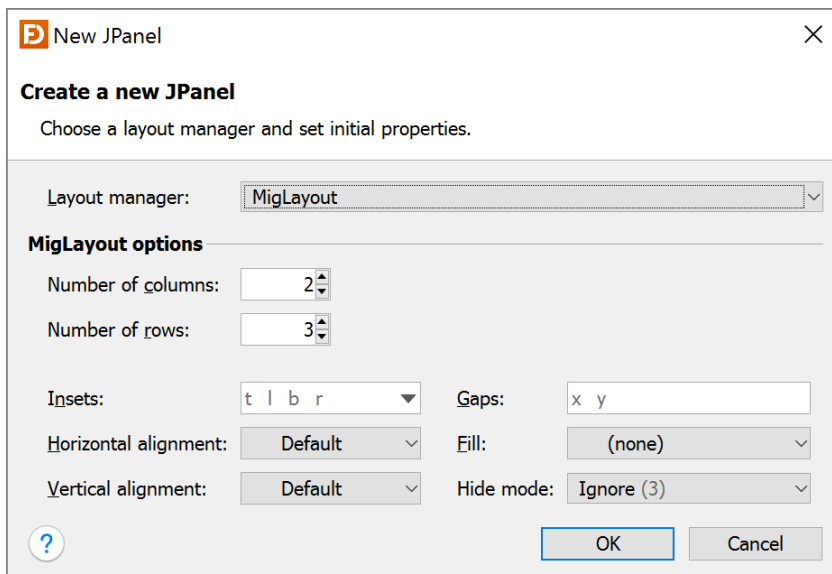 FD New JPanel
Create a new JPanel
Choose a layout manager and set initial properties.
Layout manager: MigLayout
MigLayout options
Number of columns: 2
Number of rows: 3
Insets: t l b r Gaps: x y
Horizontal alignment: Default Fill: (none)
Vertical alignment: Default Hide mode: Ignore (3)
? OK Cancel